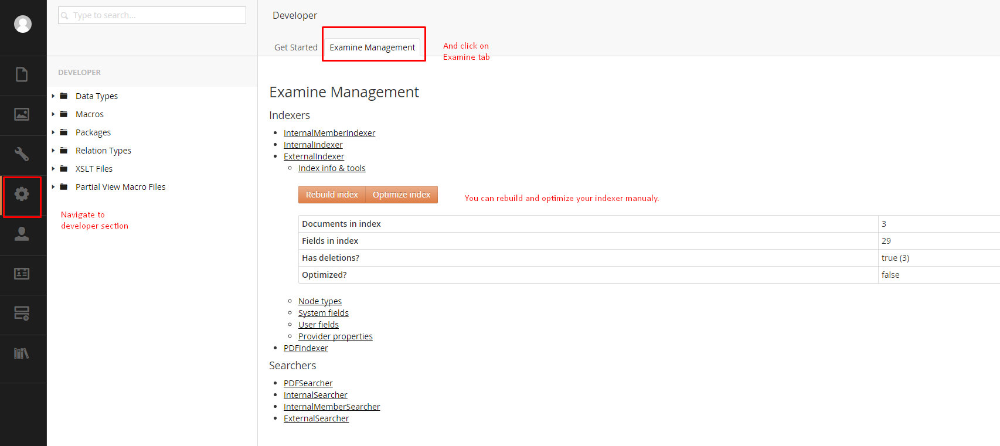 Type to search...
Developer
Get Started
Examine Management
And click on
Examine tab
DEVELOPER
Data Types
Macros
Packages
Relation Types
XSLT Files
Partial View Macro Files
Navigate to
developer section
Examine Management
Indexers
InternalMemberIndexer
InternalIndexer
ExternalIndexer
Index info & tools
Rebuild index
Optimize index
You can rebuild and optimize your indexer manualy.
Documents in index 3
Fields in index 29
Has deletions? true (3)
Optimized? false
Node types
System fields
User fields
Provider properties
PDFIndexer
Searchers
PDFSearcher
InternalSearcher
InternalMemberSearcher
ExternalSearcher